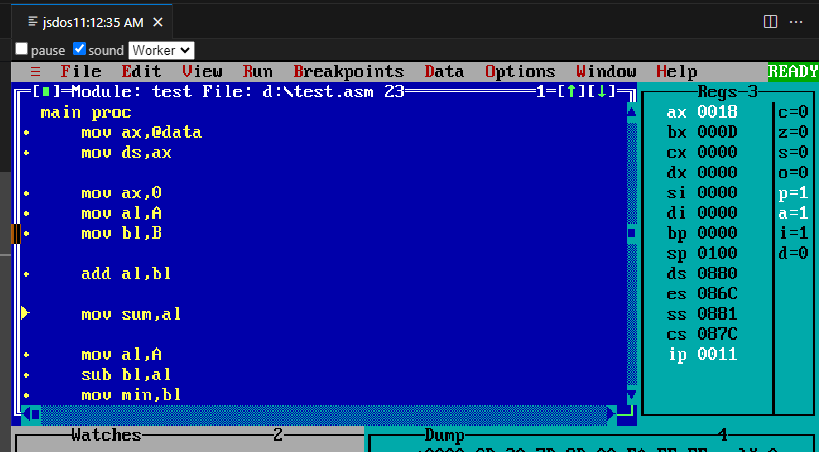 jsdos11:12:35 AM
pause sound Worker
File Edit View Run Breakpoints Data Options Window Help READY
Module: test File: d:\test.asm 23 1
Regs 3
main proc
mov ax,@data
mov ds,ax
mov ax,0
mov al,A
mov bl,B
add al,bl
mov sum,al
mov al,A
sub bl,al
mov min,bl
ax 0018 c=0
bx 000D z=0
cx 0000 s=0
dx 0000 o=0
si 0000 p=1
di 0000 a=1
bp 0000 i=1
sp 0100 d=0
ds 0880
es 086C
ss 0881
cs 087C
ip 0011
Watches 2
Dump 4